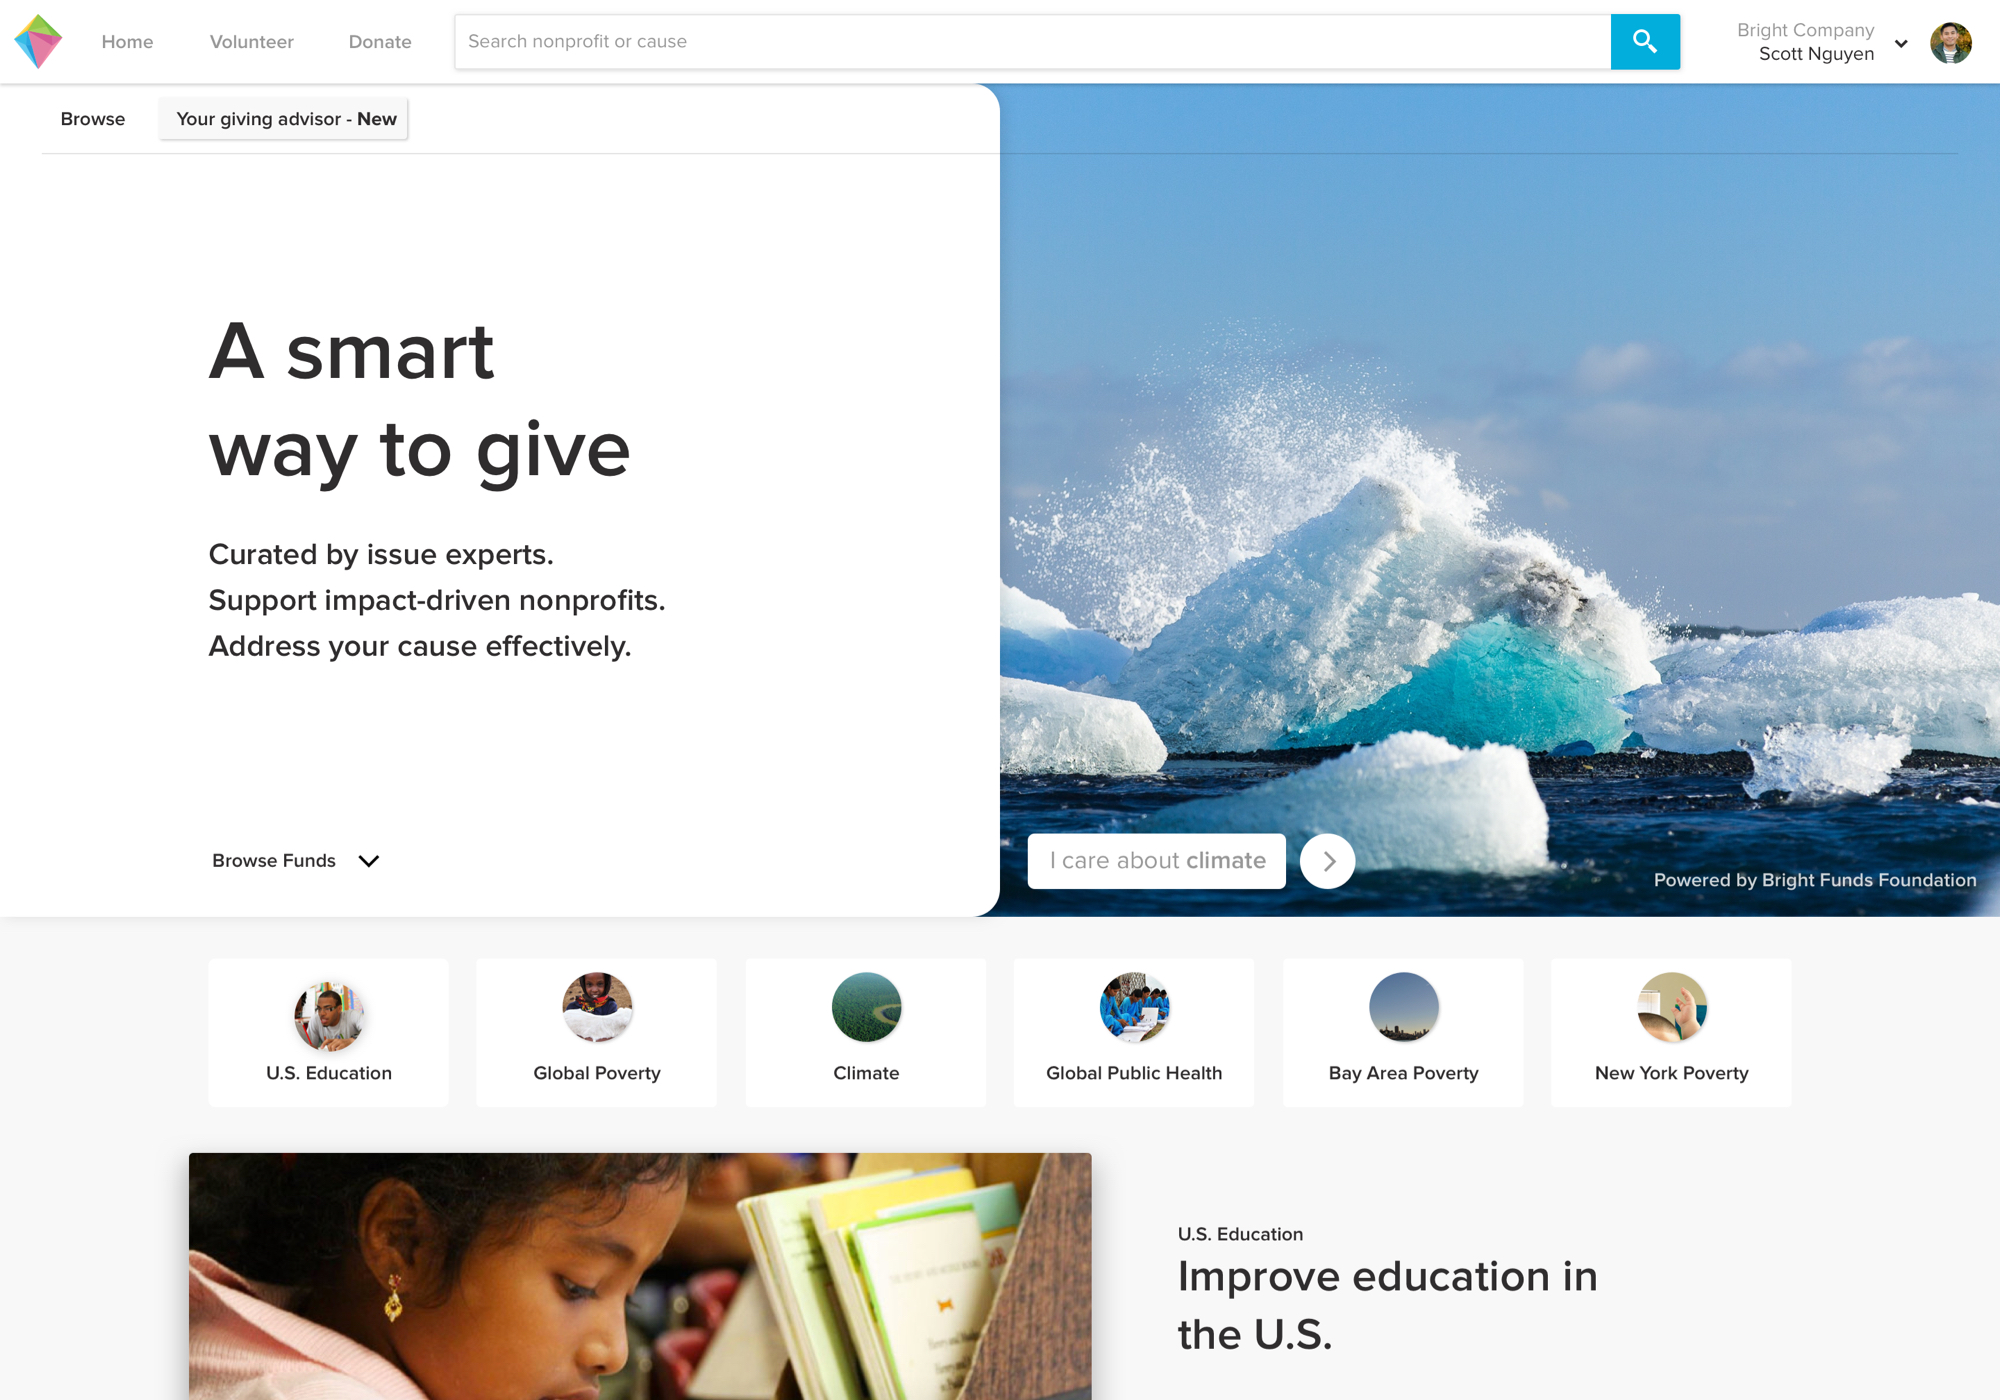 Home
Volunteer
Donate
Search nonprofit or cause
Bright Company
Scott Nguyen
Browse
Your giving advisor - New
A smart
way to give
Curated by issue experts.
Support impact-driven nonprofits.
Address your cause effectively.
Browse Funds
I care about climate
Powered by Bright Funds Foundation
U.S. Education
Global Poverty
Climate
Global Public Health
Bay Area Poverty
New York Poverty
U.S. Education
Improve education in
the U.S.